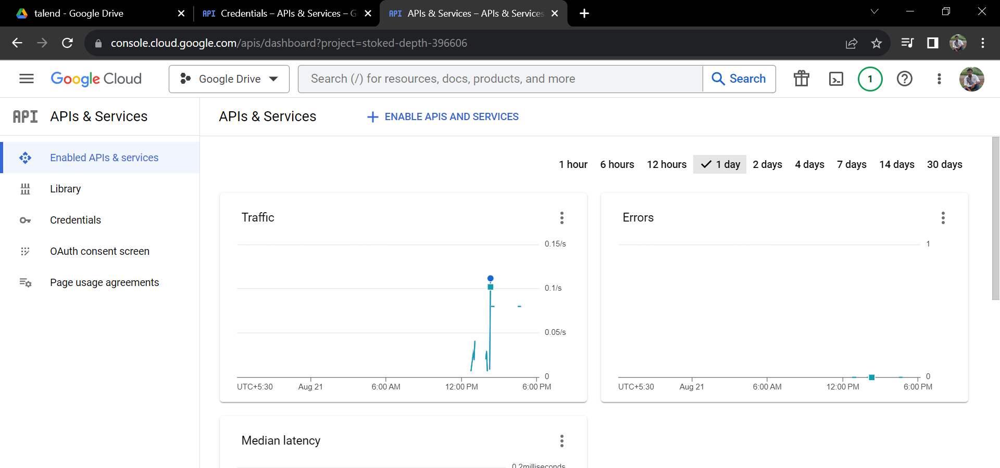 talend - Google Drive
API Credentials – APIs & Services – G
API APIs & Services – APIs & Services
console.cloud.google.com/apis/dashboard?project=stoked-depth-396606
Google Cloud
Google Drive
Search (/) for resources, docs, products, and more
Search
1
API APIs & Services
APIs & Services
ENABLE APIS AND SERVICES
Enabled APIs & services
Library
Credentials
OAuth consent screen
Page usage agreements
1 hour 6 hours 12 hours 1 day 2 days 4 days 7 days 14 days 30 days
Traffic
0.15/s
0.1/s
0.05/s
0
UTC+5:30 Aug 21 6:00 AM 12:00 PM 6:00 PM
Errors
1
0
UTC+5:30 Aug 21 6:00 AM 12:00 PM 6:00 PM
Median latency
0.2milliseconds